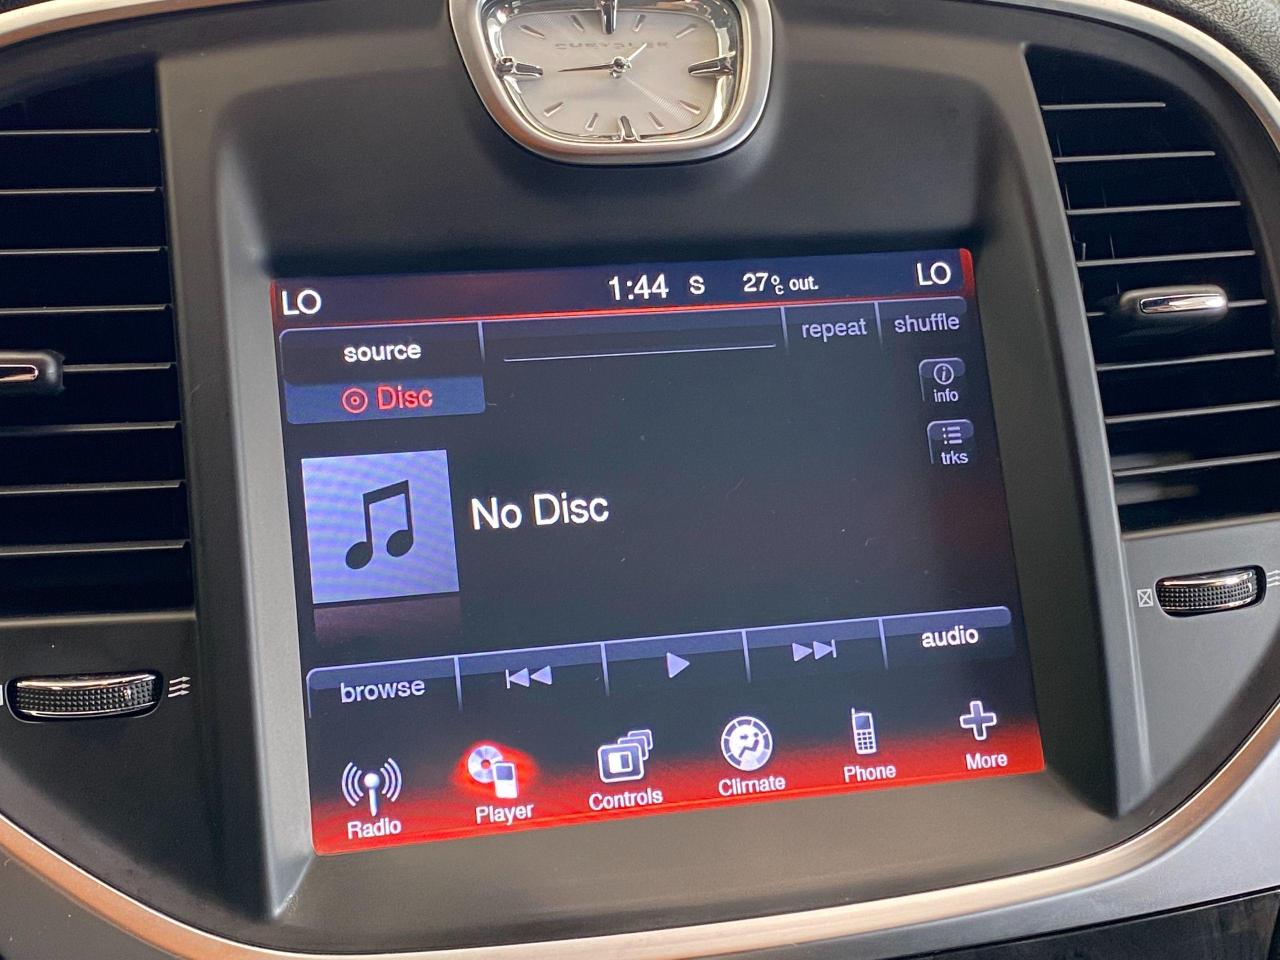 CHRYSLER
LO 1:44 S 27°C out. LO
source repeat shuffle
Disc
info
trks
No Disc
browse audio
Radio Player Controls Climate Phone More